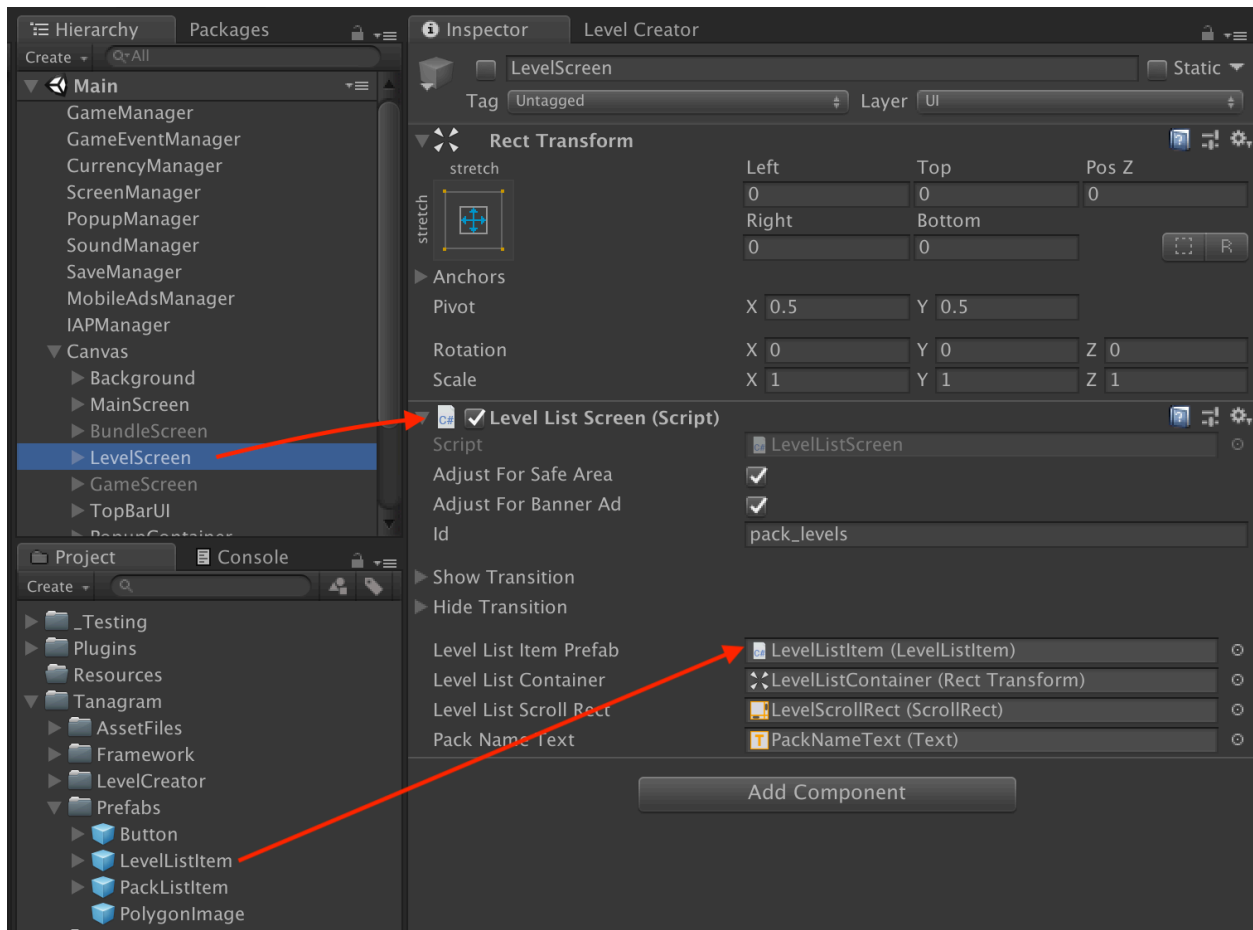 Hierarchy
Packages
Create
All
Main
GameManager
GameEventManager
CurrencyManager
ScreenManager
PopupManager
SoundManager
SaveManager
MobileAdsManager
IAPManager
Canvas
Background
MainScreen
BundleScreen
LevelScreen
GameScreen
TopBarUI
PopupContainer
Project
Console
Create
_Testing
Plugins
Resources
Tanagram
AssetFiles
Framework
LevelCreator
Prefabs
Button
LevelListItem
PackListItem
PolygonImage
Inspector
Level Creator
LevelScreen
Static
Tag Untagged Layer UI
Rect Transform
stretch
stretch
Left Top Pos Z
0 0 0
Right Bottom
0 0
R
Anchors
Pivot X 0.5 Y 0.5
Rotation X 0 Y 0 Z 0
Scale X 1 Y 1 Z 1
C# Level List Screen (Script)
Script LevelListScreen
Adjust For Safe Area
Adjust For Banner Ad
Id pack_levels
Show Transition
Hide Transition
Level List Item Prefab LevelListItem (LevelListItem)
Level List Container LevelListContainer (Rect Transform)
Level List Scroll Rect LevelScrollRect (ScrollRect)
Pack Name Text T PackNameText (Text)
Add Component